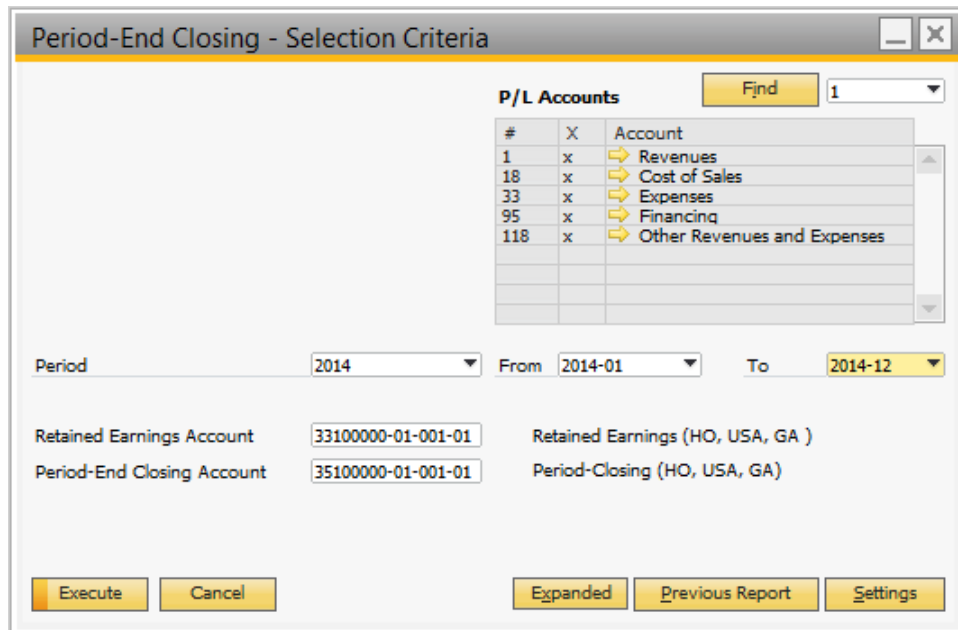 Period-End Closing - Selection Criteria
P/L Accounts Find 1
# X Account
1 x Revenues
18 x Cost of Sales
33 x Expenses
95 x Financing
118 x Other Revenues and Expenses
Period 2014 From 2014-01 To 2014-12
Retained Earnings Account 33100000-01-001-01 Retained Earnings (HO, USA, GA )
Period-End Closing Account 35100000-01-001-01 Period-Closing (HO, USA, GA)
Execute Cancel Expanded Previous Report Settings